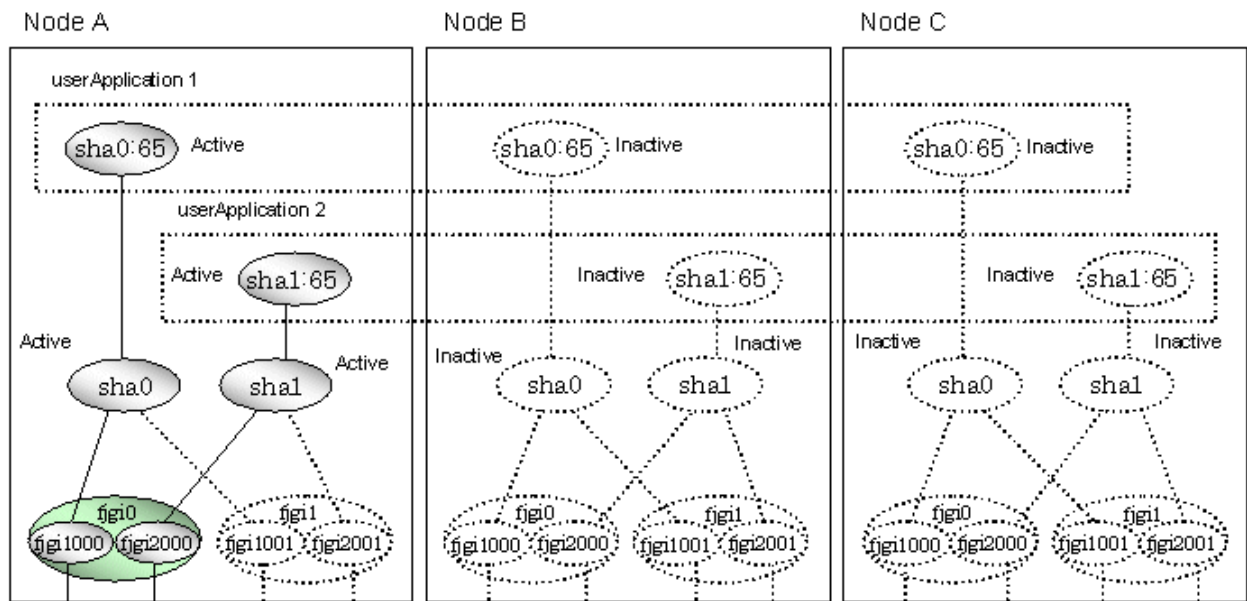 Node A
Node B
Node C
userApplication 1
sha0:65
Active
sha0:65
Inactive
sha0:65
Inactive
userApplication 2
Active
sha1:65
Inactive
sha1:65
Inactive
sha1:65
Active
Active
Inactive
Inactive
Inactive
Inactive
sha0
sha1
sha0
sha1
sha0
sha1
fjgi0
fjgi1
fjgi0
fjgi1
fjgi0
fjgi1
fjgi1000
fjgi2000
fjgi1001
fjgi2001
fjgi1000
fjgi2000
fjgi1001
fjgi2001
fjgi1000
fjgi2000
fjgi1001
fjgi2001